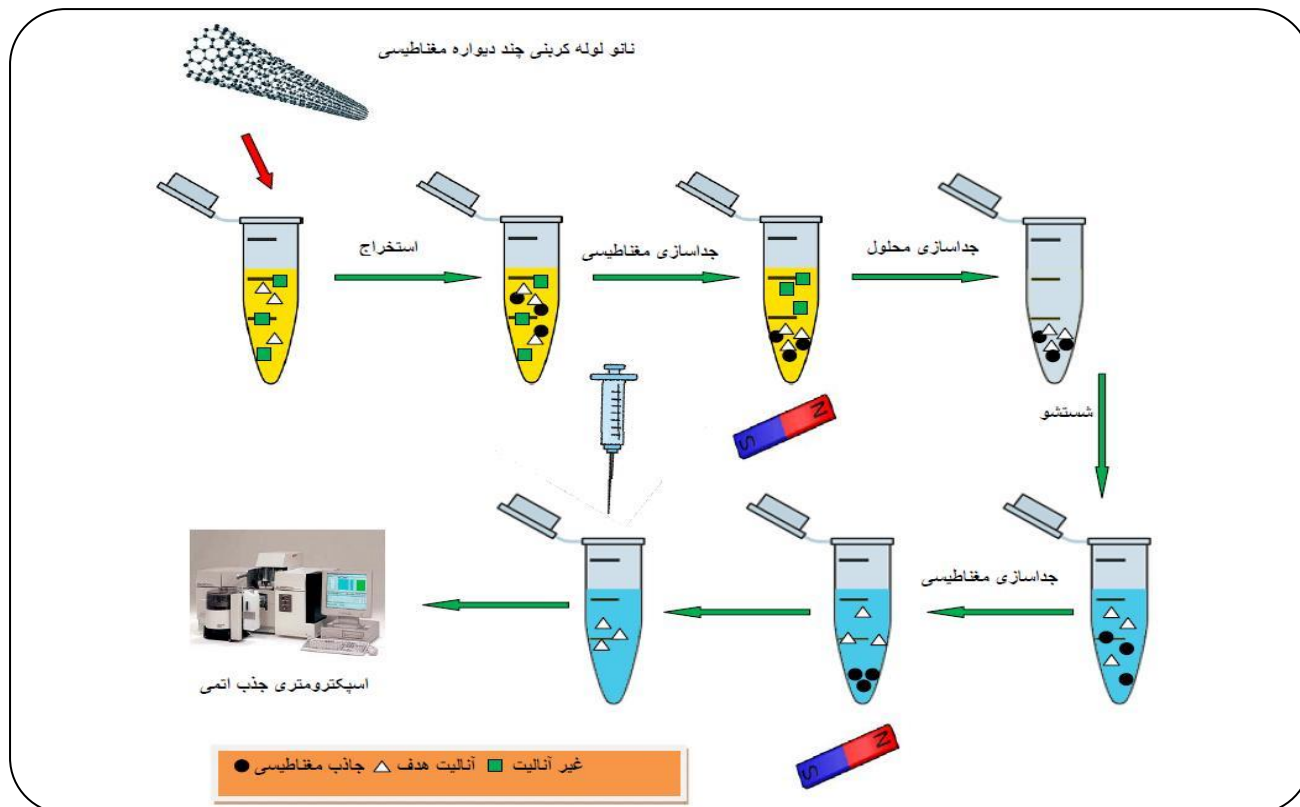 نانو لوله کربنی چند دیواره مغناطیسی
استخراج
جداسازی مغناطیسی
جداسازی محلول
شستشو
N
S
جداسازی مغناطیسی
اسپکترومتری جذب اتمی
N
S
جاذب مغناطیسی آنالیت هدف غیر آنالیت